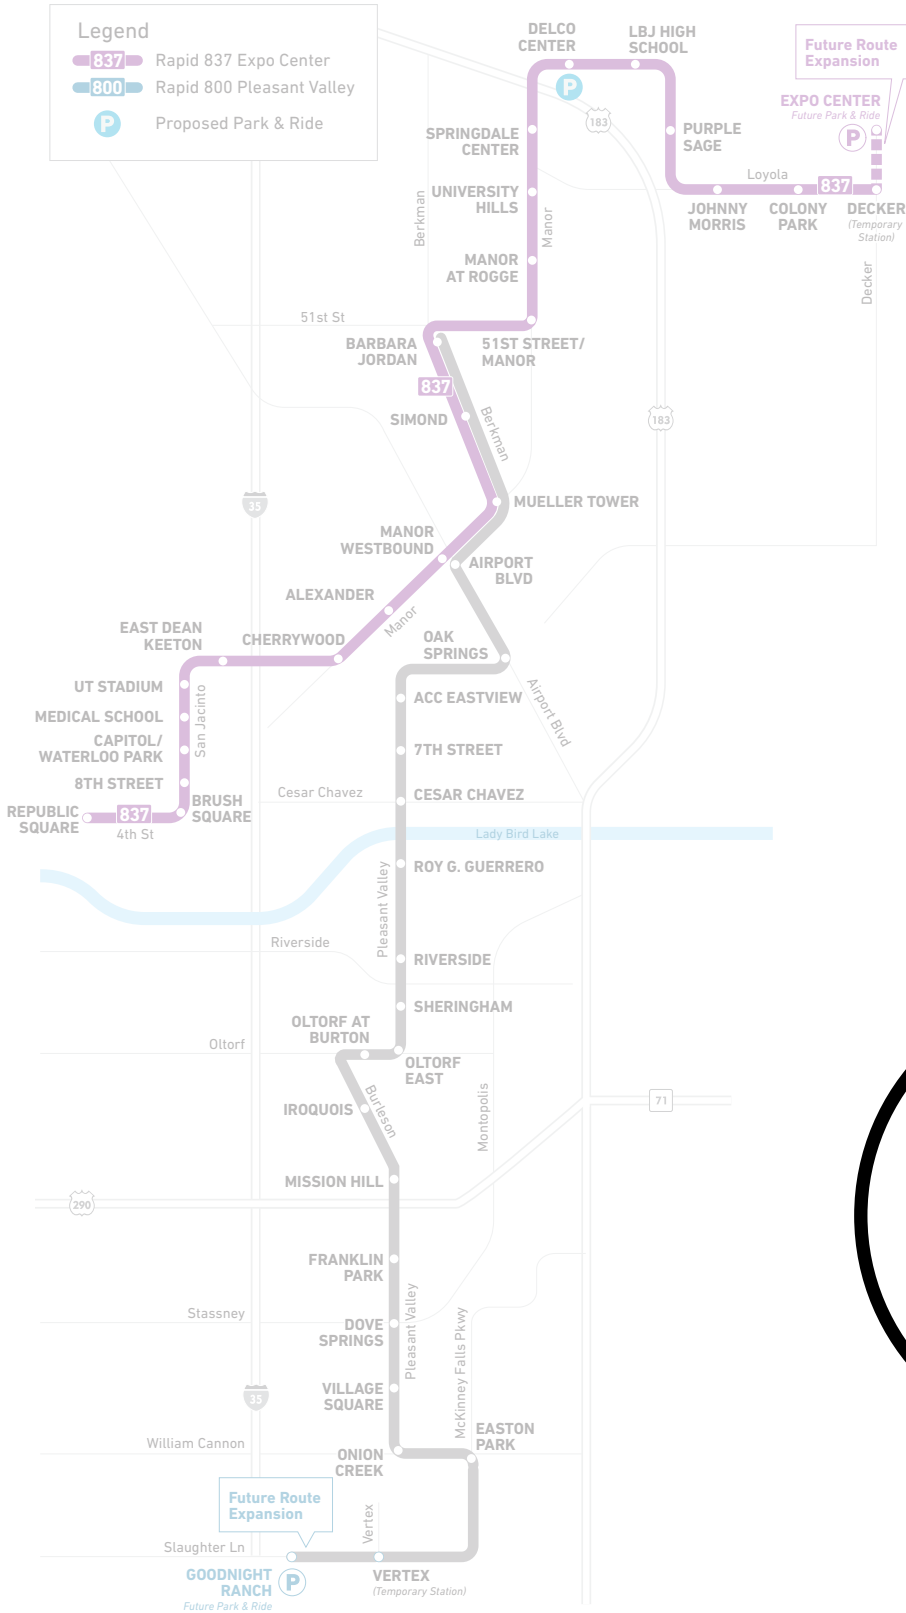 Legend
837 Rapid 837 Expo Center
800 Rapid 800 Pleasant Valley
P Proposed Park & Ride
DELCO
CENTER
P
LBJ HIGH
SCHOOL
Future Route
Expansion
EXPO CENTER
Future Park & Ride
P
183
SPRINGDALE
CENTER
PURPLE
SAGE
Loyola
837
UNIVERSITY
HILLS
Berkman
Manor
JOHNNY
MORRIS
COLONY
PARK
DECKER
(Temporary
Station)
Decker
MANOR
AT ROGGE
51st St
BARBARA
JORDAN
51ST STREET/
MANOR
837
SIMOND
Berkman
183
35
MUELLER TOWER
MANOR
WESTBOUND
AIRPORT
BLVD
ALEXANDER
Manor
EAST DEAN
KEETON
CHERRYWOOD
OAK
SPRINGS
UT STADIUM
ACC EASTVIEW
Airport Blvd
MEDICAL SCHOOL
San Jacinto
CAPITOL/
WATERLOO PARK
7TH STREET
8TH STREET
Cesar Chavez
CESAR CHAVEZ
REPUBLIC
SQUARE
837
4th St
BRUSH
SQUARE
Lady Bird Lake
ROY G. GUERRERO
Pleasant Valley
Riverside
RIVERSIDE
SHERINGHAM
OLTORF AT
BURTON
Oltorf
OLTORF
EAST
IROQUOIS
Burleson
Montopolis
71
MISSION HILL
290
FRANKLIN
PARK
Stassney
DOVE
SPRINGS
Pleasant Valley
McKinney Falls Pkwy
VILLAGE
SQUARE
35
William Cannon
ONION
CREEK
EASTON
PARK
Future Route
Expansion
Vertex
Slaughter Ln
GOODNIGHT
RANCH
Future Park & Ride
P
VERTEX
(Temporary Station)